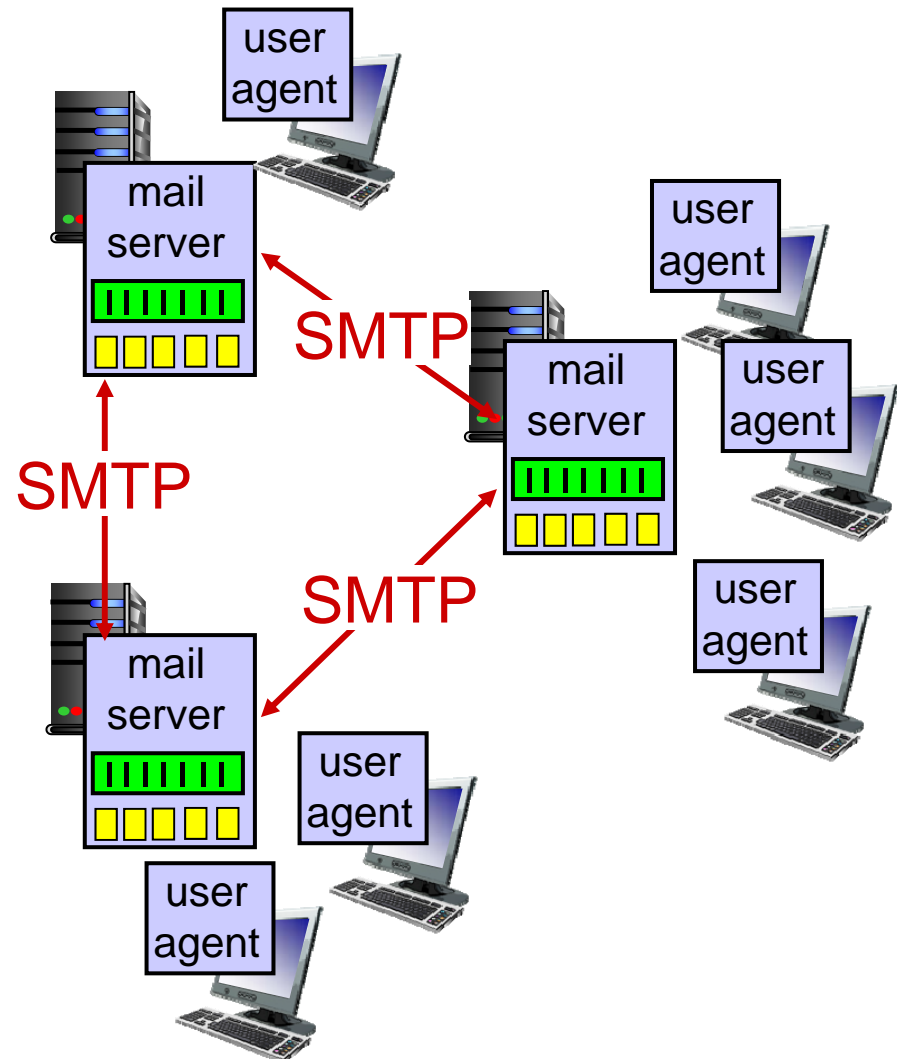 user
agent
mail
server
user
agent
SMTP
mail
server
user
agent
SMTP
SMTP
user
agent
mail
server
user
agent
user
agent